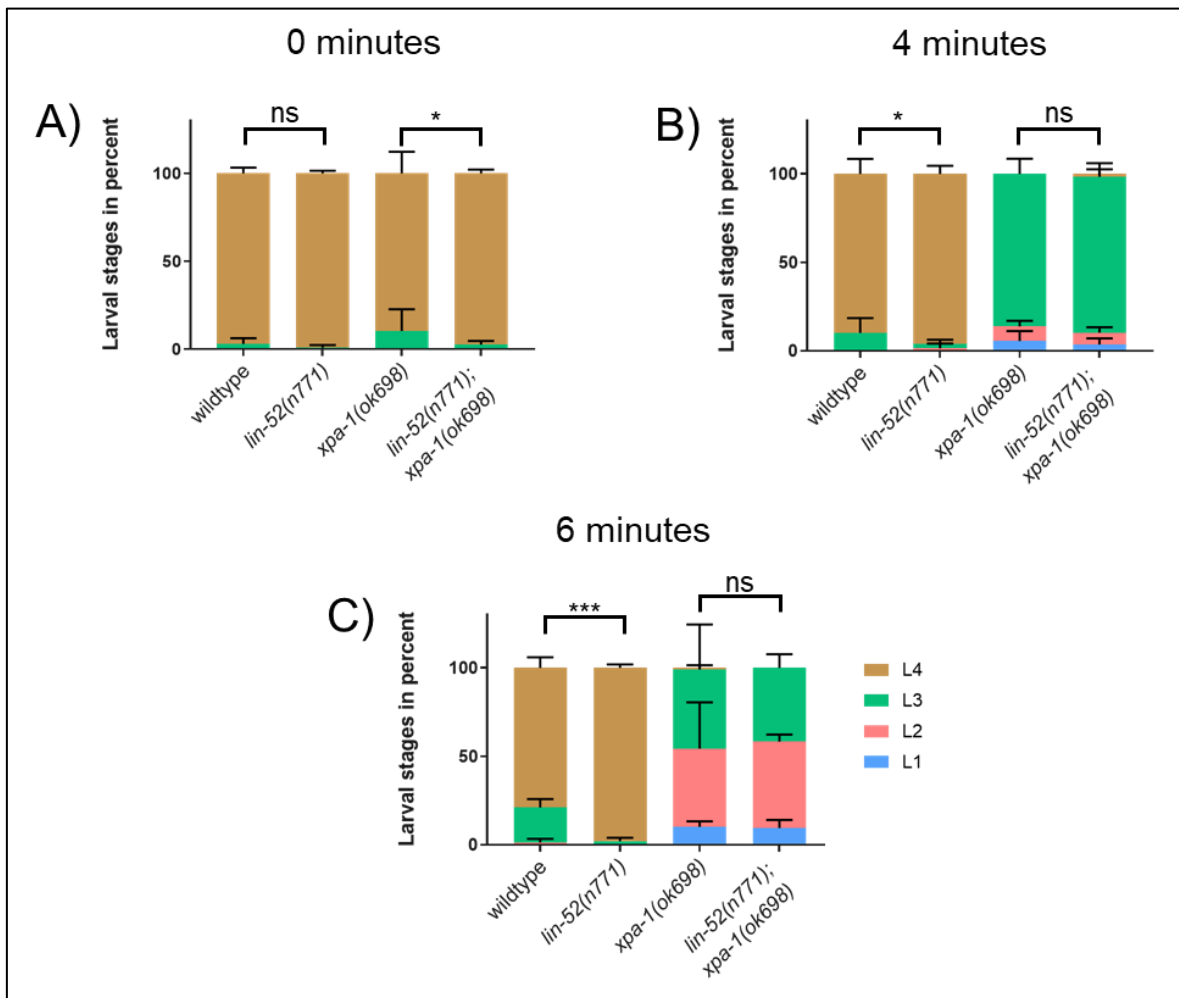 0 minutes
4 minutes
A)
ns
*
Larval stages in percent
100
50
0
wildtype
lin-52(n771)
xpa-1(ok698)
lin-52(n771);
xpa-1(ok698)
B)
*
ns
Larval stages in percent
100
50
0
wildtype
lin-52(n771)
xpa-1(ok698)
lin-52(n771);
xpa-1(ok698)
6 minutes
C)
***
ns
Larval stages in percent
100
50
0
wildtype
lin-52(n771)
xpa-1(ok698)
lin-52(n771);
xpa-1(ok698)
L4
L3
L2
L1